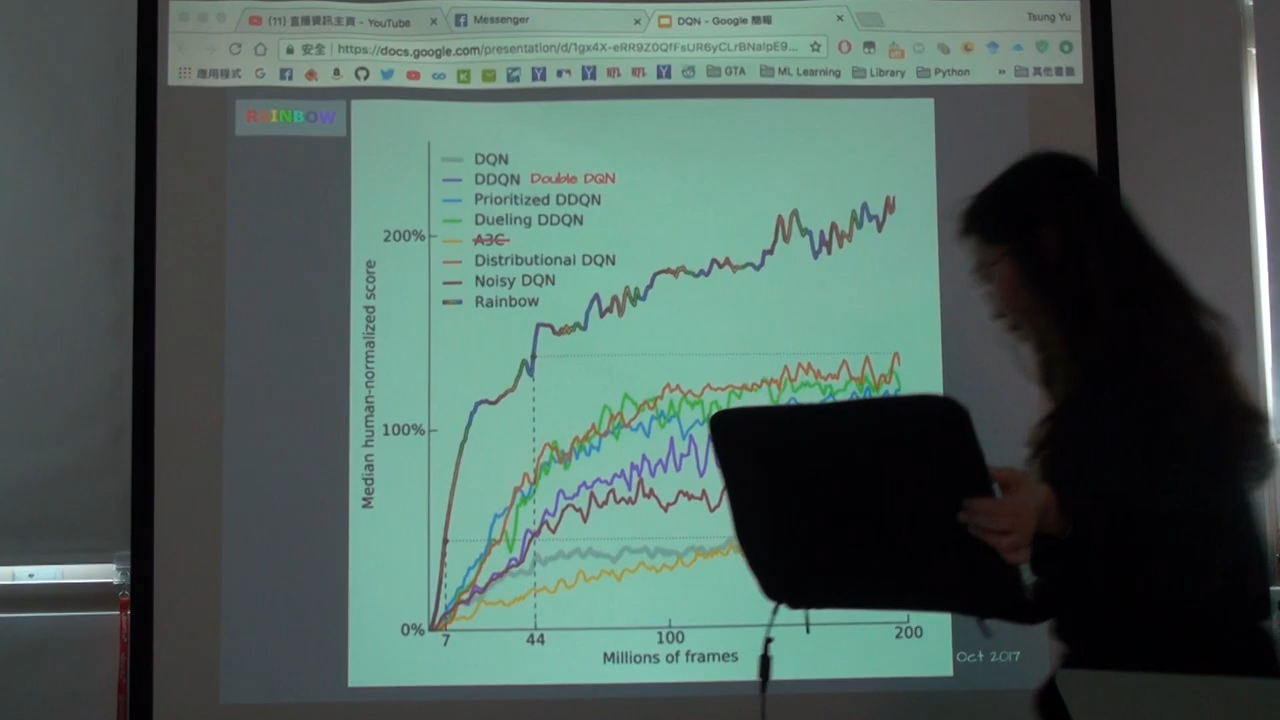 (11) 直播資訊主頁 - YouTube
Messenger
DQN - Google 簡報
Tsung Yu
安全
https://docs.google.com/presentation/d/1gx4X-eRR9Z0QfFsUR6yCLrBNaIpE9...
應用程式
GTA
ML Learning
Library
Python
»
其他書籤
RAINBOW
DQN
DDQN Double DQN
Prioritized DDQN
Dueling DDQN
A3C
Distributional DQN
Noisy DQN
Rainbow
200%
100%
0%
Median human-normalized score
7
44
100
200
Millions of frames
Oct 2017